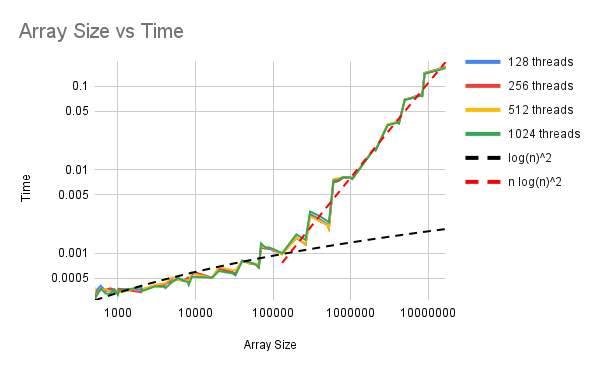 Array Size vs Time
128 threads
256 threads
512 threads
1024 threads
log(n)^2
n log(n)^2
Time
0.1
0.05
0.01
0.005
0.001
0.0005
1000
10000
100000
1000000
10000000
Array Size